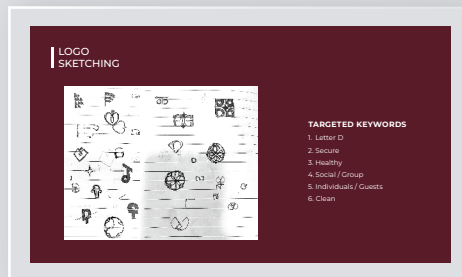 LOGO
SKETCHING
TARGETED KEYWORDS
1. Letter D
2. Secure
3. Healthy
4. Social / Group
5. Individuals / Guests
6. Clean